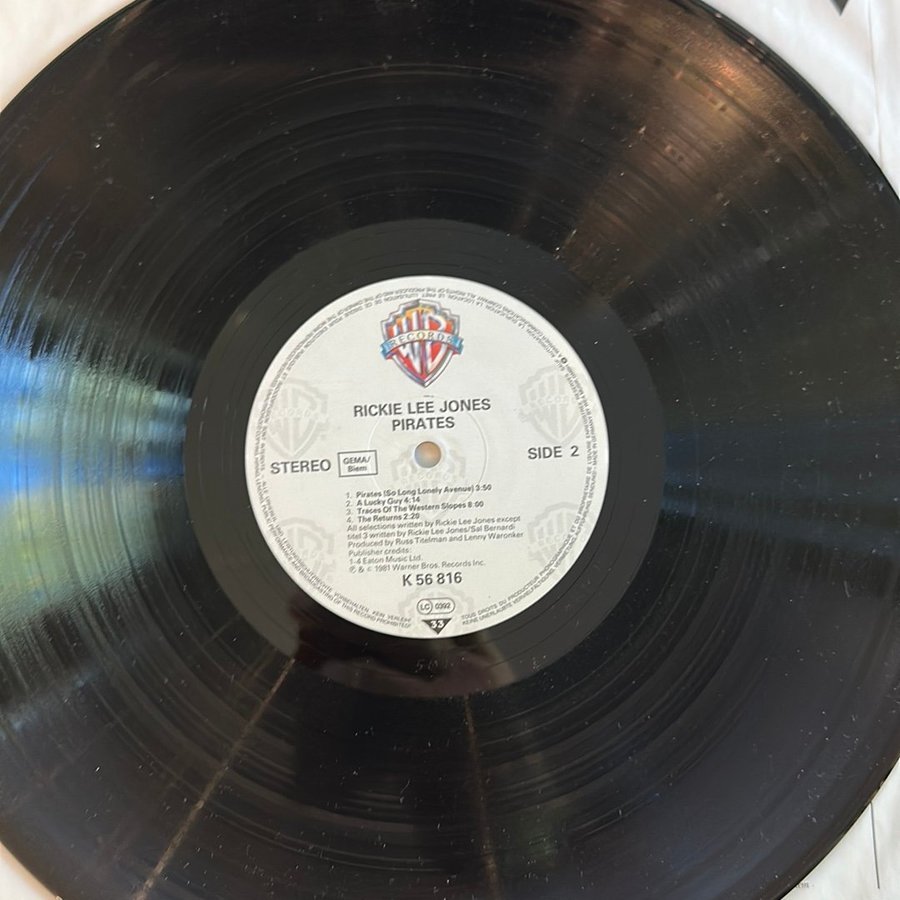 RECORDS
RICKIE LEE JONES
PIRATES
STEREO
GEMA/
Biem
SIDE 2
1. Pirates (So Long Lonely Avenue) 3:50
2. A Lucky Guy 4:14
3. Traces Of The Western Slopes 8:00
4. The Returns 2:20
All selections written by Rickie Lee Jones except
titel 3 written by Rickie Lee Jones/Sal Bernardi
Produced by Russ Titelman and Lenny Waronker
Publisher credits:
1-4 Easton Music Ltd.
℗ & © 1981 Warner Bros. Records Inc.
K 56 816
LC 0392
33